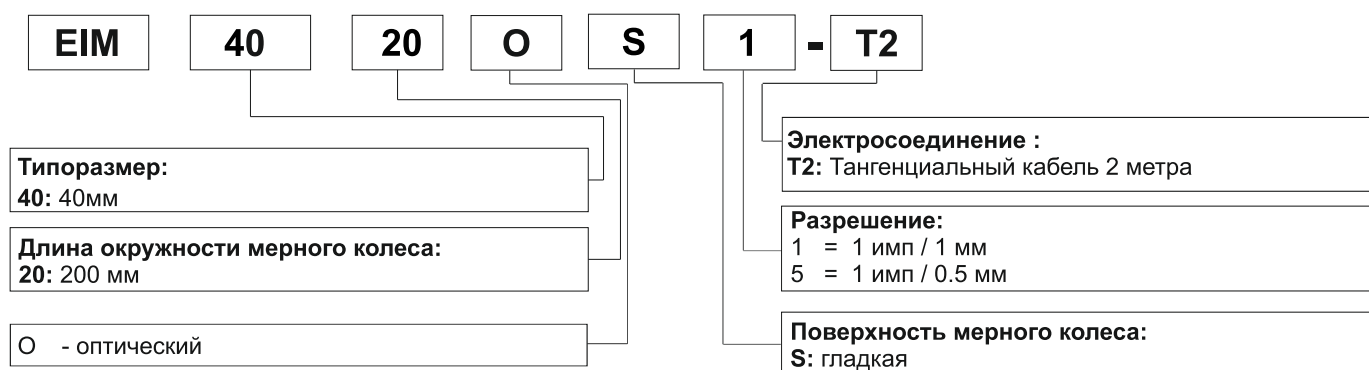 EIM 40 20 O S 1 - T2
Типоразмер:
40: 40мм
Длина окружности мерного колеса:
20: 200 мм
О - оптический
Электросоединение :
T2: Тангенциальный кабель 2 метра
Разрешение:
1 = 1 имп / 1 мм
5 = 1 имп / 0.5 мм
Поверхность мерного колеса:
S: гладкая